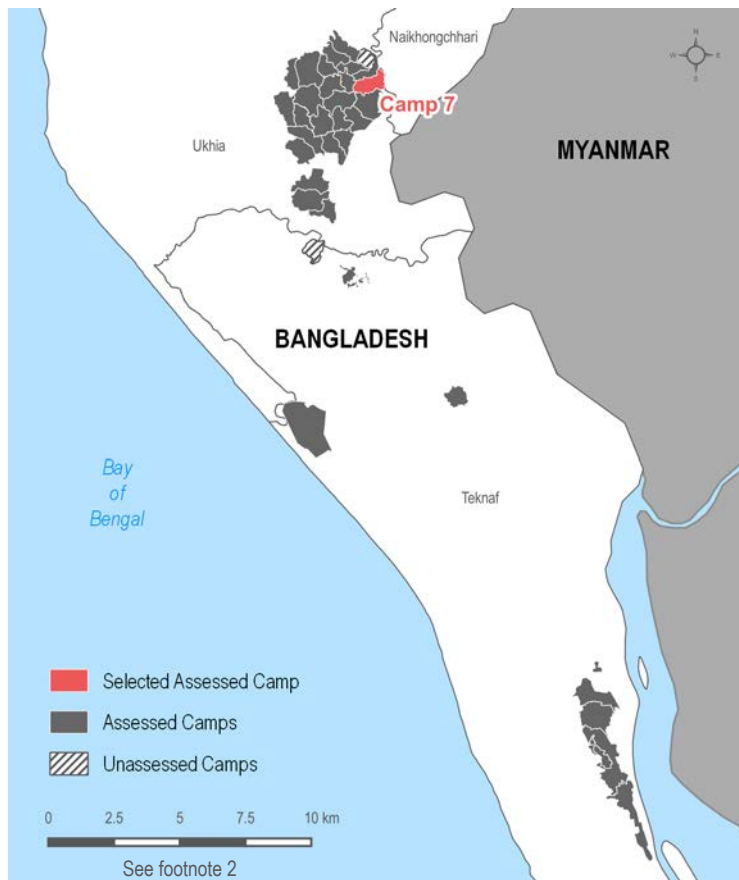 Naikhongchhari
N
W E
S
Camp 7
Ukhia
MYANMAR
BANGLADESH
Bay
of
Bengal
Teknaf
Selected Assessed Camp
Assessed Camps
Unassessed Camps
0 2.5 5 7.5 10 km
See footnote 2